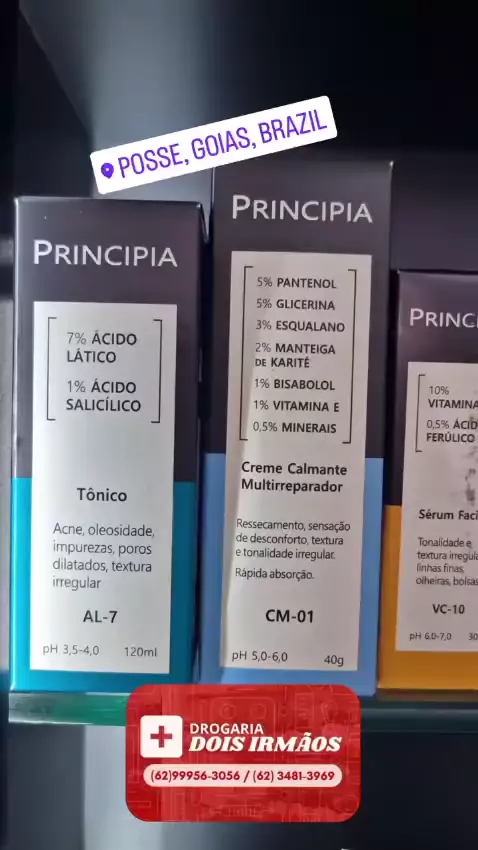 POSSE, GOIAS, BRAZIL
PRINCIPIA
7% ÁCIDO
LÁTICO
1% ÁCIDO
SALICÍLICO
Tônico
Acne, oleosidade,
impurezas, poros
dilatados, textura
irregular
AL-7
pH 3,5-4,0 120ml
PRINCIPIA
5% PANTENOL
5% GLICERINA
3% ESQUALANO
2% MANTEIGA
DE KARITÉ
1% BISABOLOL
1% VITAMINA E
0,5% MINERAIS
Creme Calmante
Multirreparador
Ressecamento, sensação
de desconforto, textura
e tonalidade irregular.
Rápida absorção.
CM-01
pH 5,0-6,0 40g
PRINC
10%
VITAMINA
0,5% ÁCID
FERÚLICO
Sérum Faci
Tonalidade e
textura irregula
linhas finas,
olheiras, bolsas
VC-10
pH 6.0-7,0 30
DROGARIA
DOIS IRMÃOS
(62)99956-3056 / (62) 3481-3969